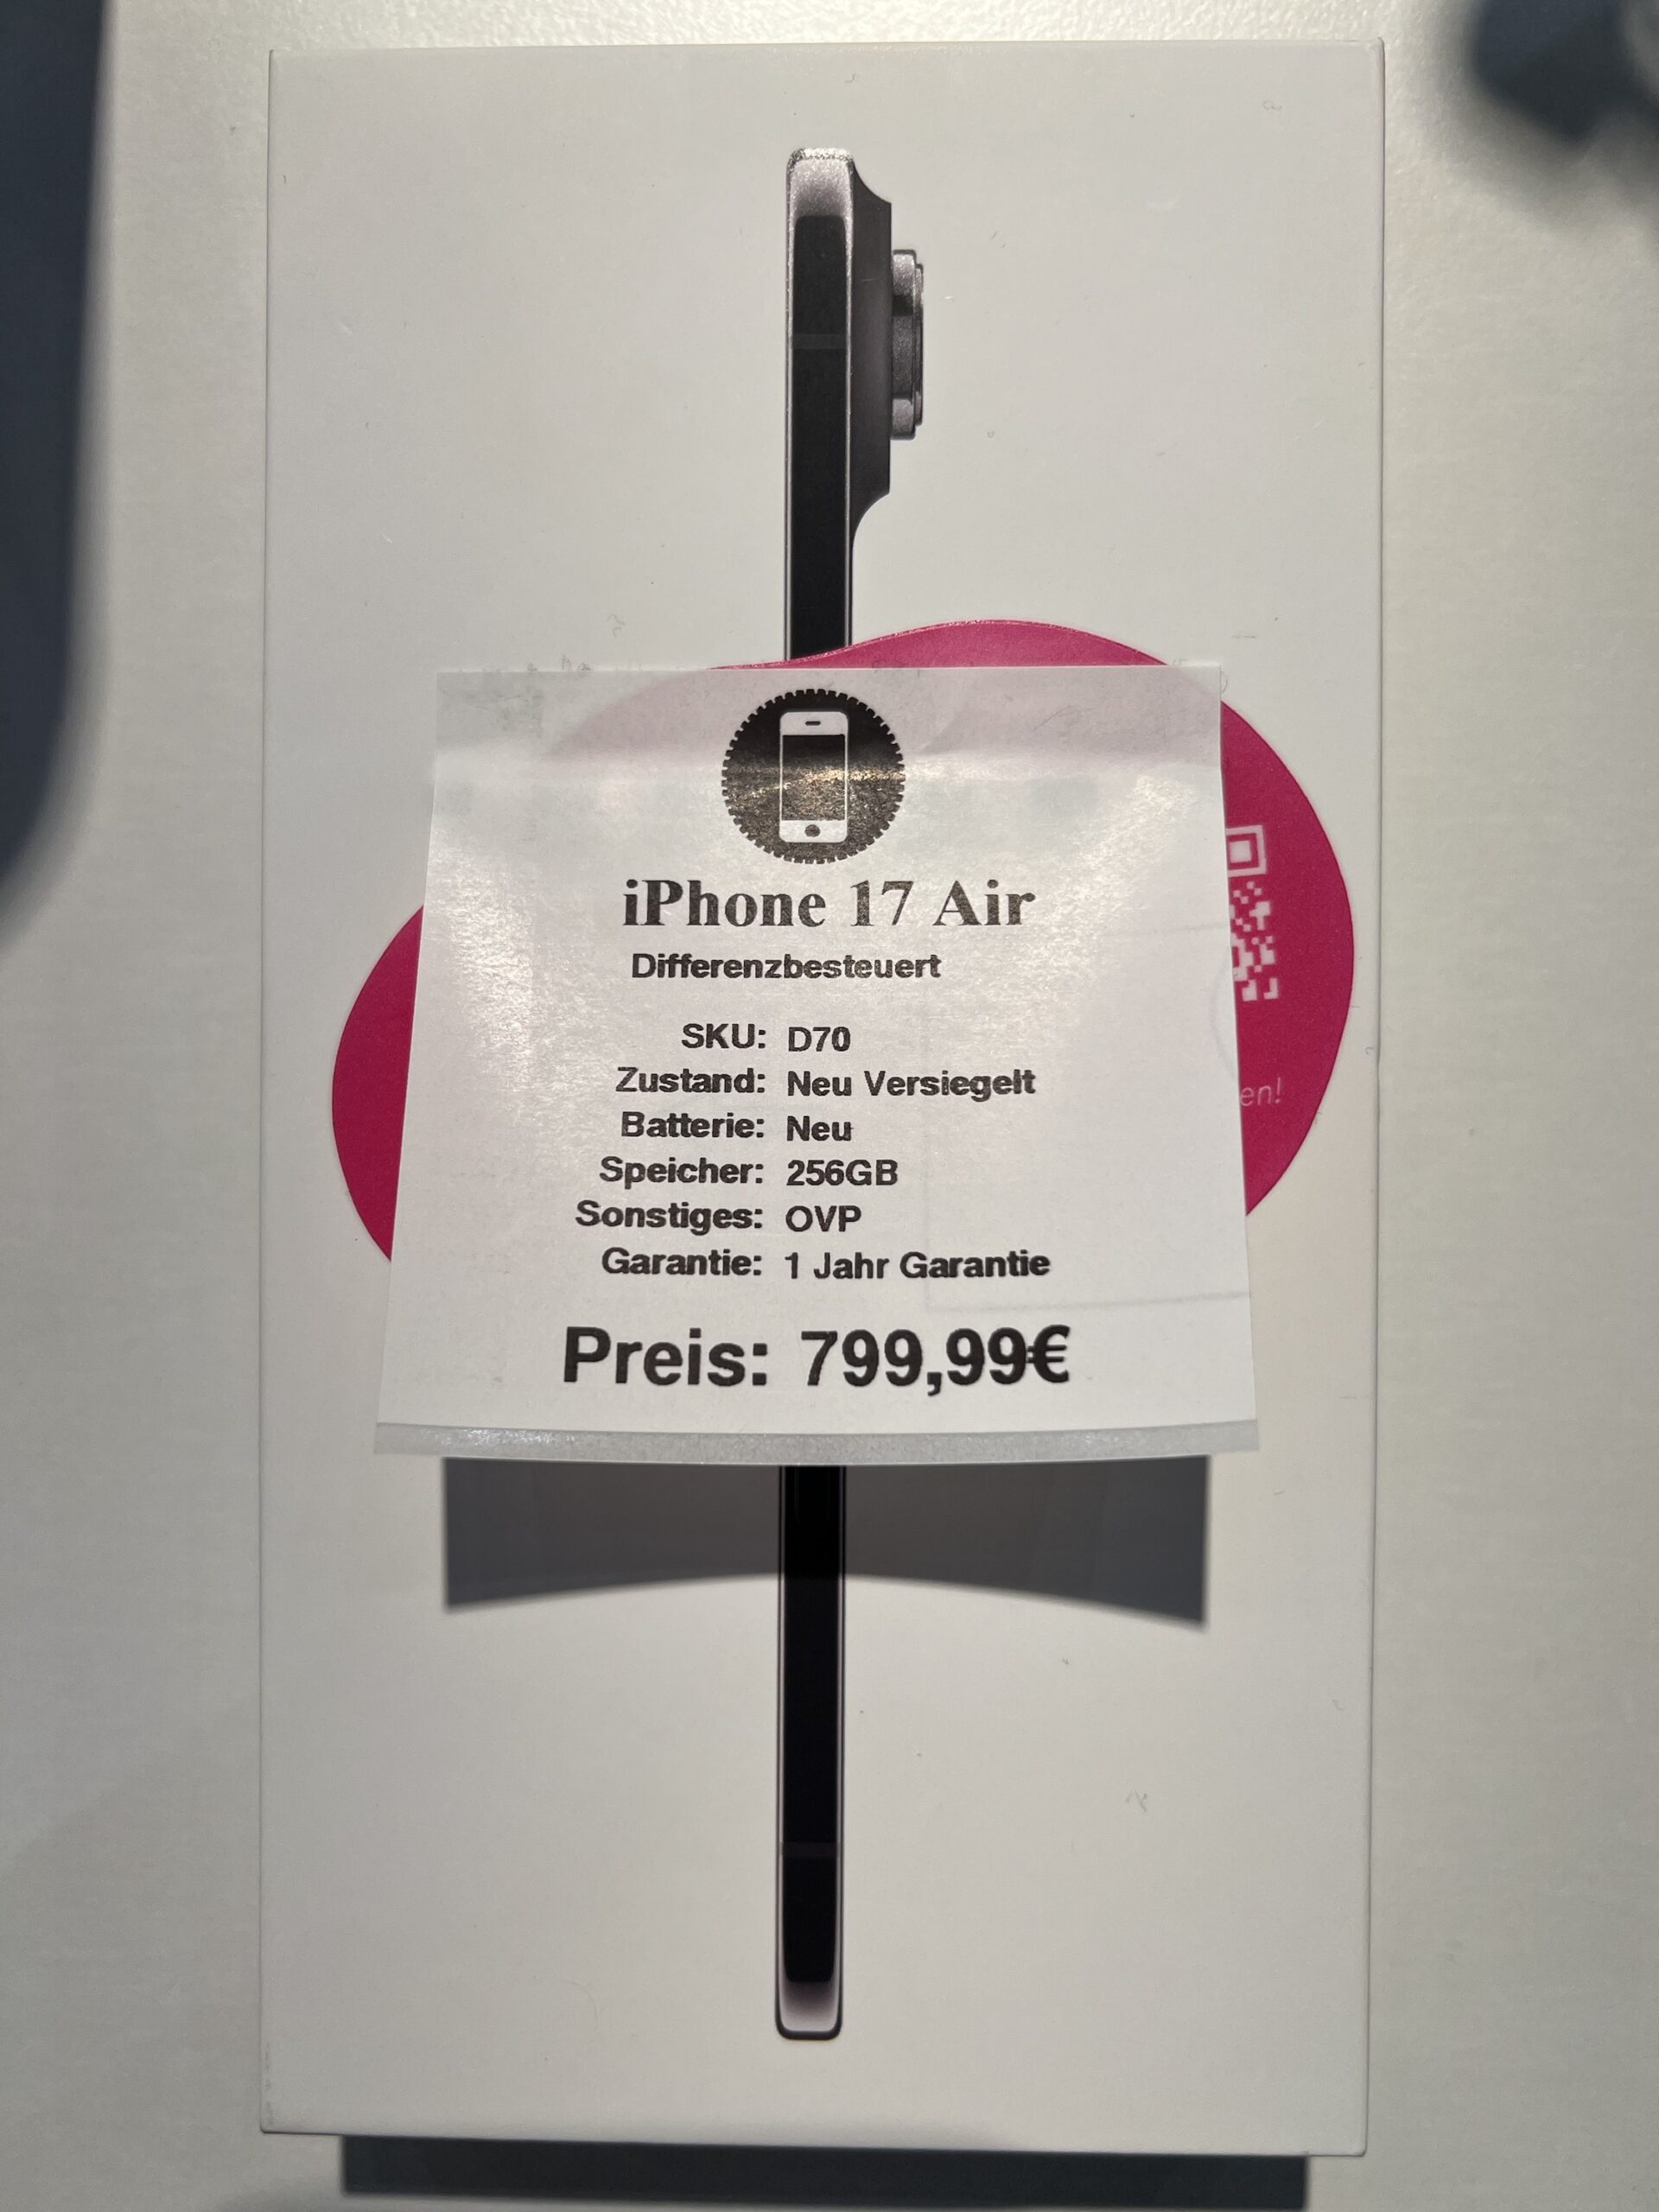 iPhone 17 Air
Differenzbesteuert
SKU: D70
Zustand: Neu Versiegelt
Batterie: Neu
Speicher: 256GB
Sonstiges: OVP
Garantie: 1 Jahr Garantie
Preis: 799,99€
en!